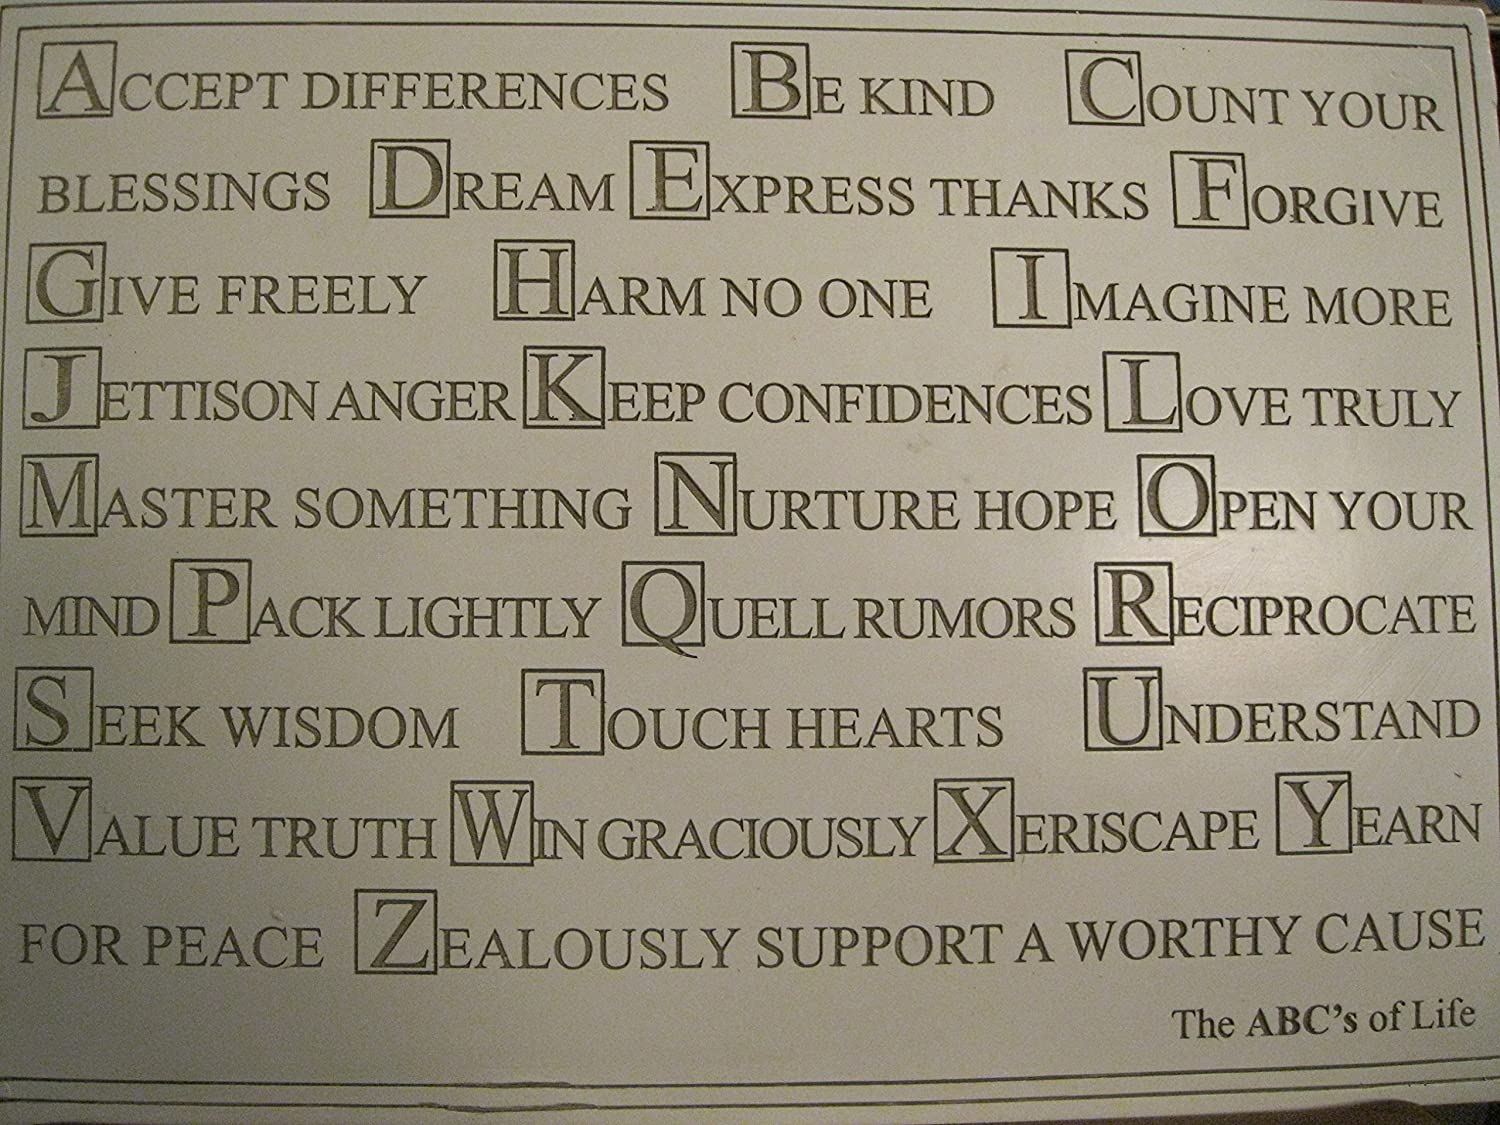 ACCEPT DIFFERENCES BE KIND COUNT YOUR
BLESSINGS DREAM EXPRESS THANKS FORGIVE
GIVE FREELY HARM NO ONE IMAGINE MORE
JETTISON ANGER KEEP CONFIDENCES LOVE TRULY
MASTER SOMETHING NURTURE HOPE OPEN YOUR
MIND PACK LIGHTLY QUELL RUMORS RECIPROCATE
SEEK WISDOM TOUCH HEARTS UNDERSTAND
VALUE TRUTH WIN GRACIOUSLY XERISCAPE YEARN
FOR PEACE ZEALOUSLY SUPPORT A WORTHY CAUSE
The ABC's of Life